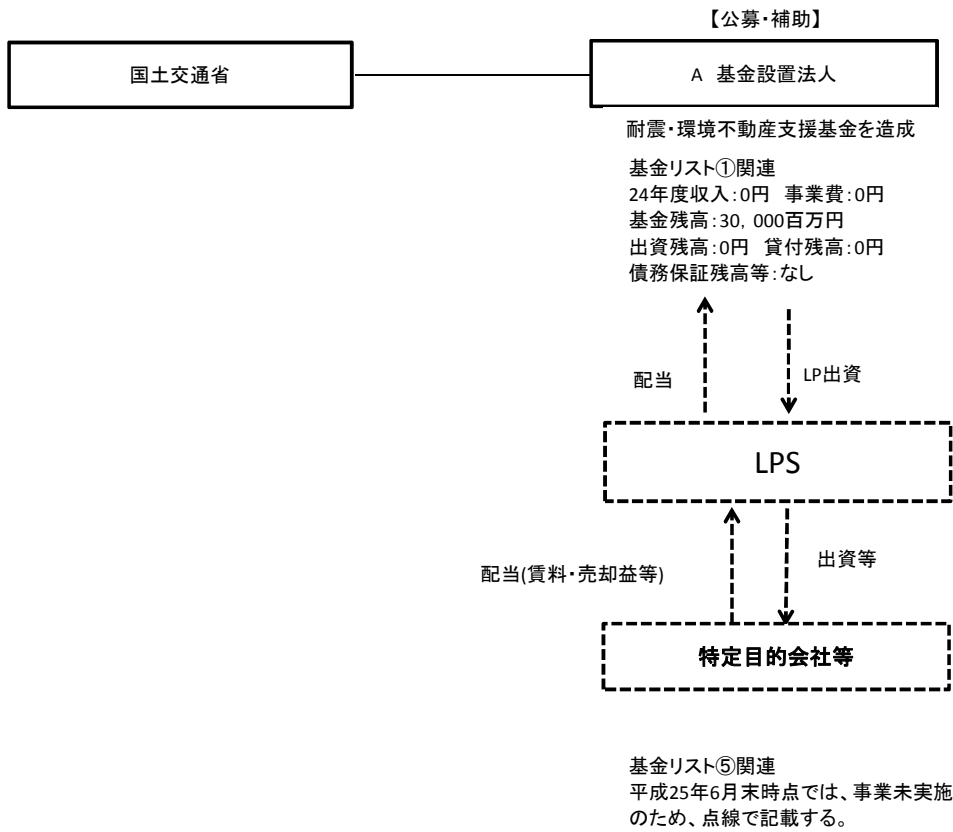 【公募・補助】
国土交通省
A 基金設置法人
耐震・環境不動産支援基金を造成
基金リスト①関連
24年度収入：0円 事業費：0円
基金残高：30，000百万円
出資残高：0円 貸付残高：0円
債務保証残高等：なし
配当
LP出資
LPS
配当(賃料・売却益等)
出資等
特定目的会社等
基金リスト⑤関連
平成25年6月末時点では、事業未実施
のため、点線で記載する。